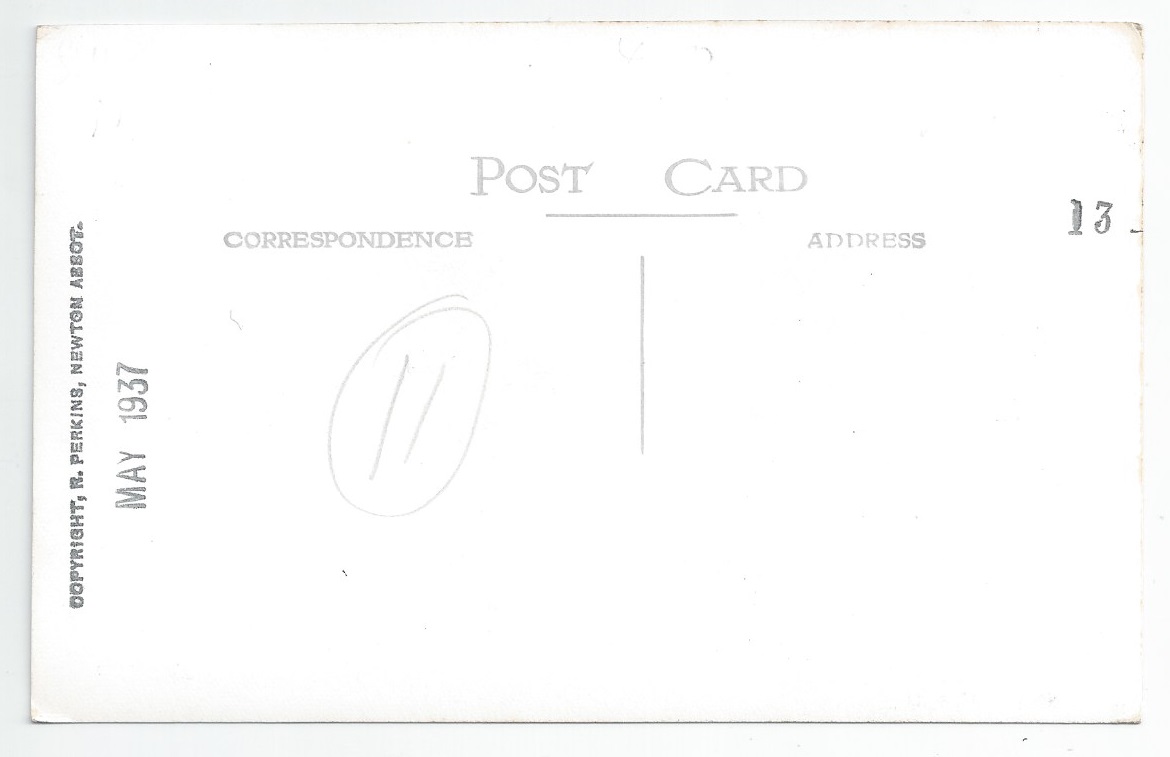 POST CARD
CORRESPONDENCE
ADDRESS
13
11
COPYRIGHT, R. PERKINS, NEWTON ABBOT.
MAY 1937